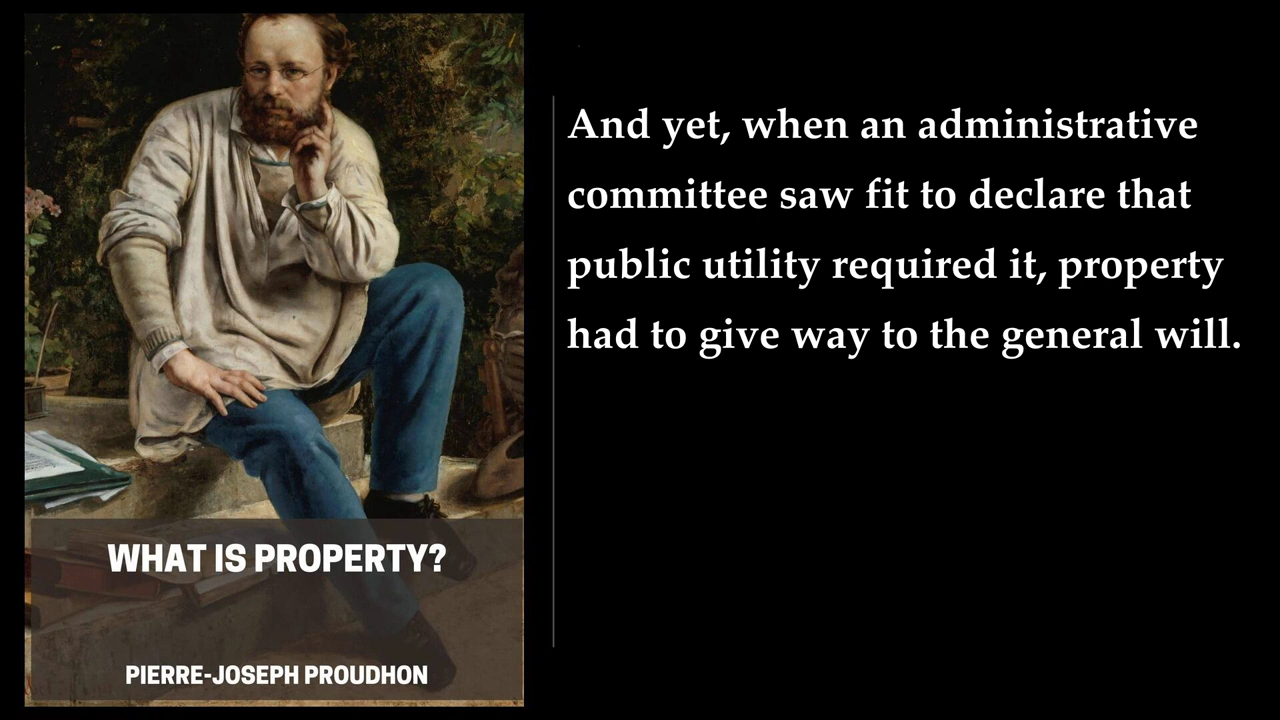 And yet, when an administrative
committee saw fit to declare that
public utility required it, property
had to give way to the general will.
WHAT IS PROPERTY?
PIERRE-JOSEPH PROUDHON